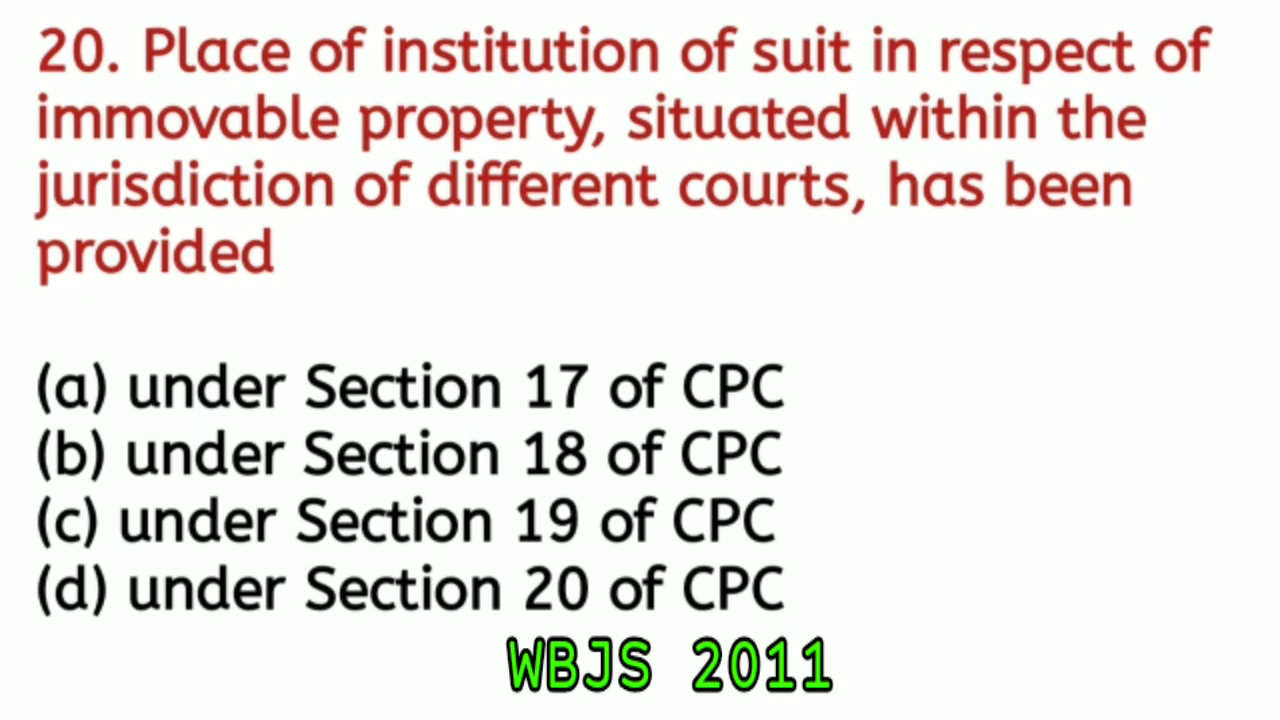 20. Place of institution of suit in respect of
immovable property, situated within the
jurisdiction of different courts, has been
provided
(a) under Section 17 of CPC
(b) under Section 18 of CPC
(c) under Section 19 of CPC
(d) under Section 20 of CPC
WBJS 2011